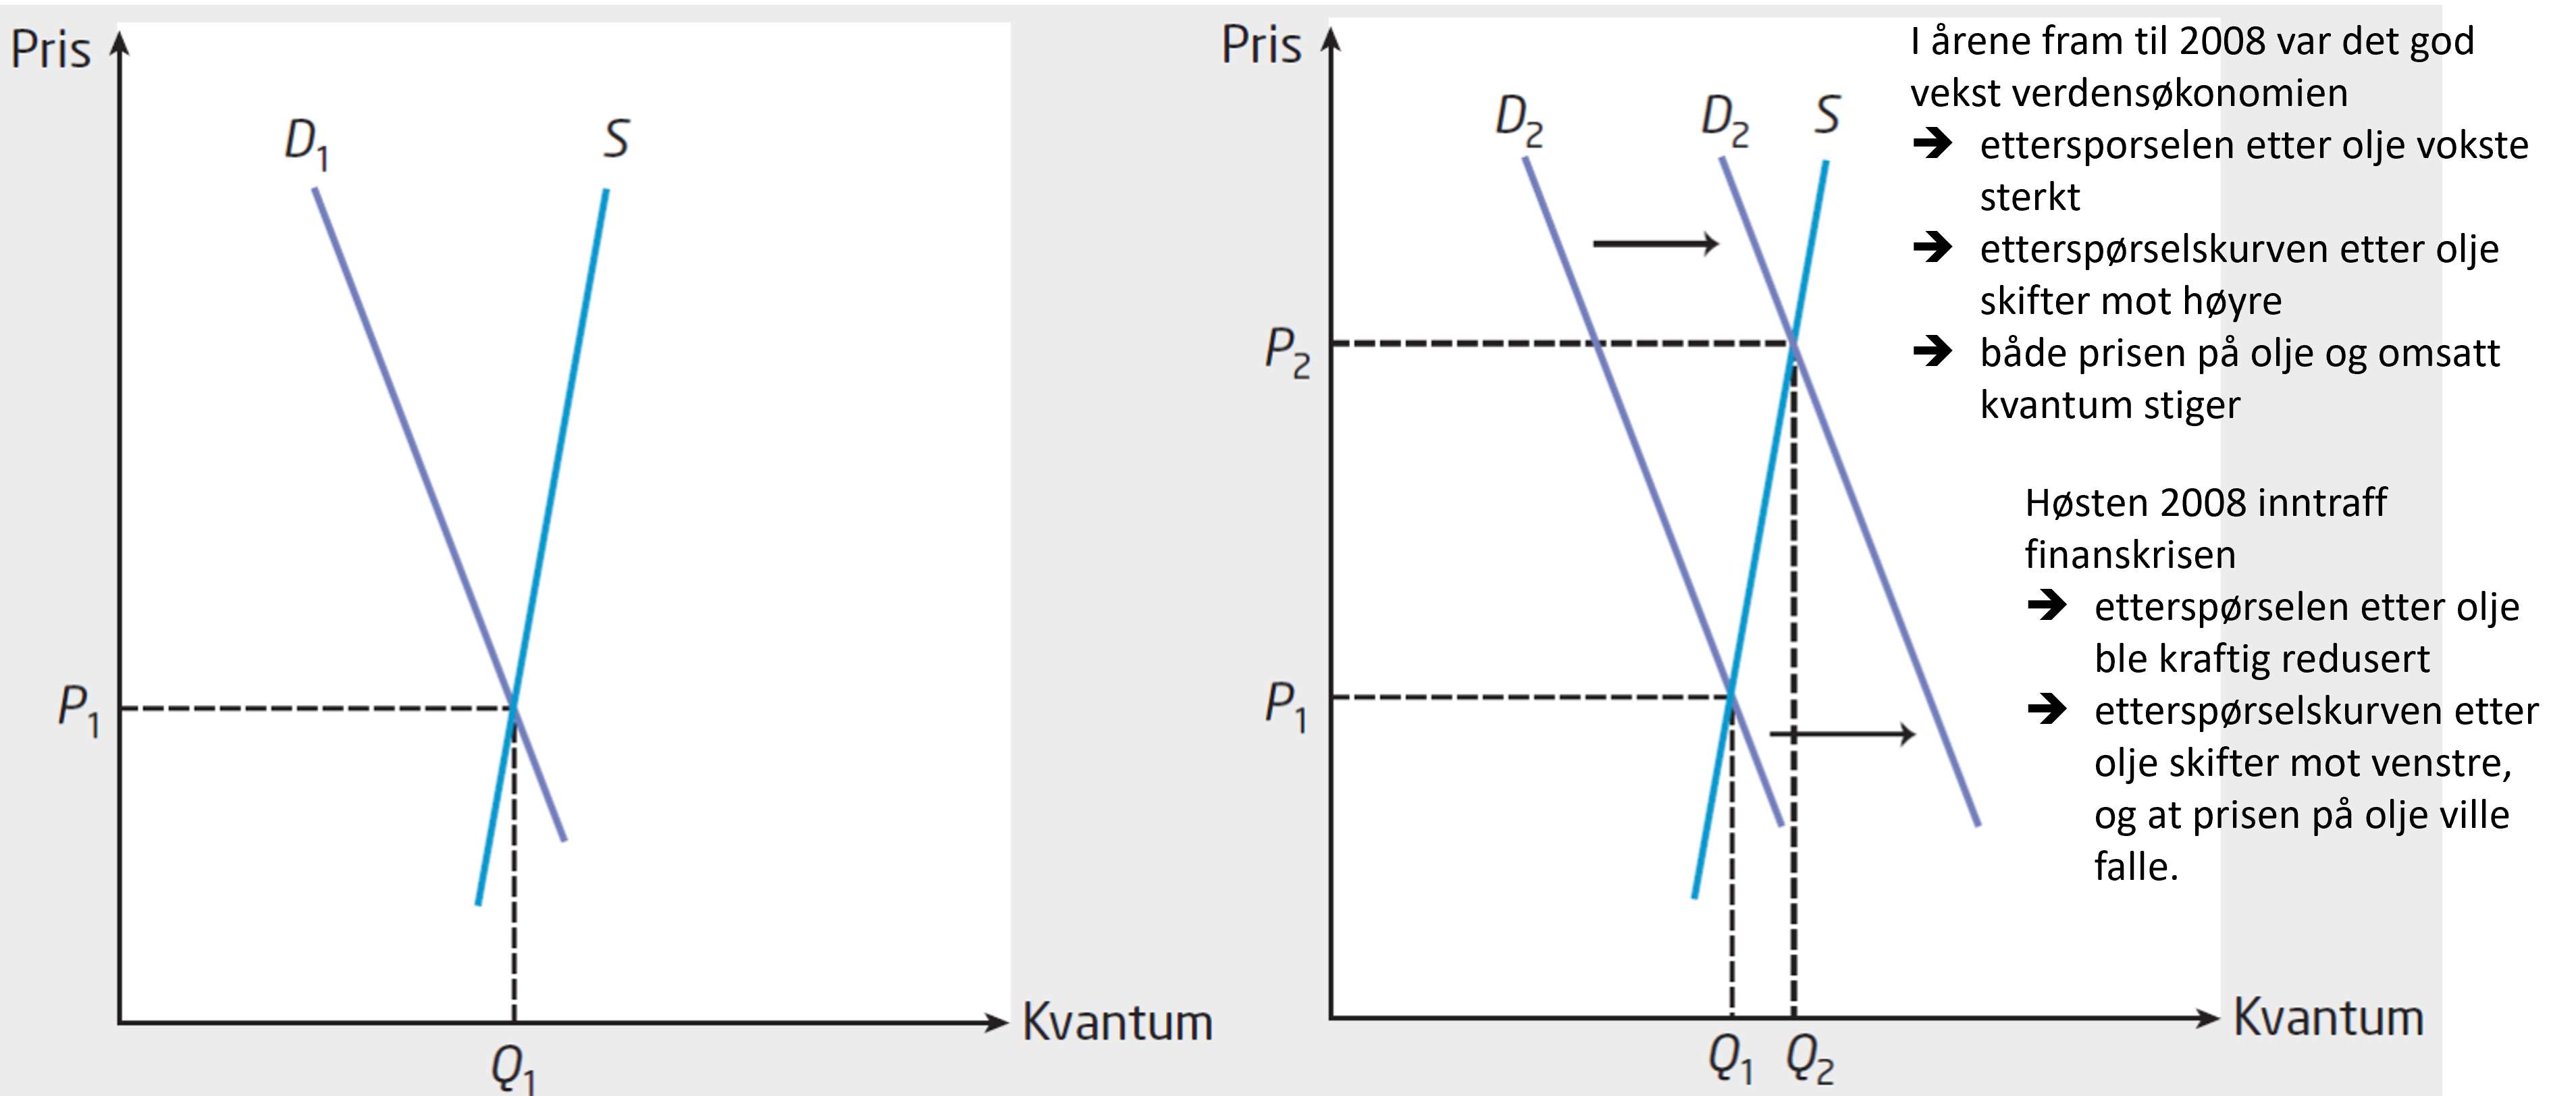 Pris
D1
S
P1
Q1
Kvantum
Pris
D2
D2
S
P2
P1
Q1
Q2
Kvantum
I årene fram til 2008 var det god
vekst verdensøkonomien
➔ ettersporselen etter olje vokste
sterkt
➔ etterspørselskurven etter olje
skifter mot høyre
➔ både prisen på olje og omsatt
kvantum stiger
Høsten 2008 inntraff
finanskrisen
➔ etterspørselen etter olje
ble kraftig redusert
➔ etterspørselskurven etter
olje skifter mot venstre,
og at prisen på olje ville
falle.